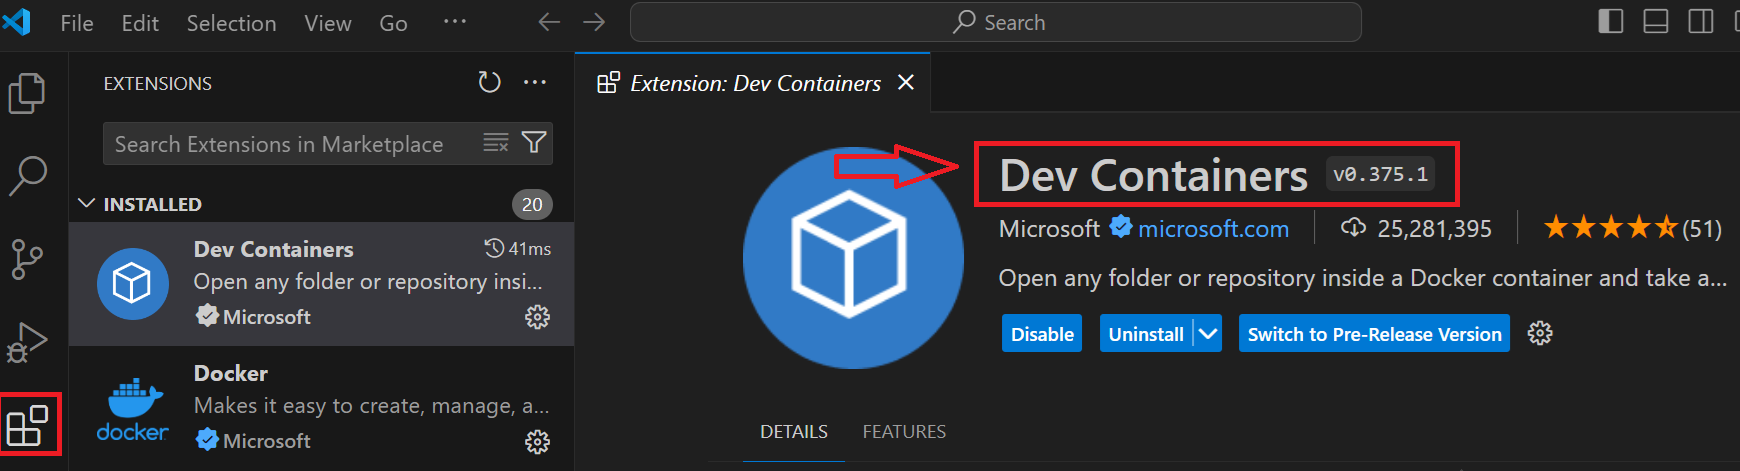 File Edit Selection View Go ···
Search
EXTENSIONS ···
Search Extensions in Marketplace
INSTALLED 20
Dev Containers 41ms
Open any folder or repository insi...
Microsoft
Docker
Makes it easy to create, manage, a...
docker
Microsoft
Extension: Dev Containers
Dev Containers v0.375.1
Microsoft microsoft.com 25,281,395 (51)
Open any folder or repository inside a Docker container and take a...
Disable Uninstall Switch to Pre-Release Version
DETAILS FEATURES